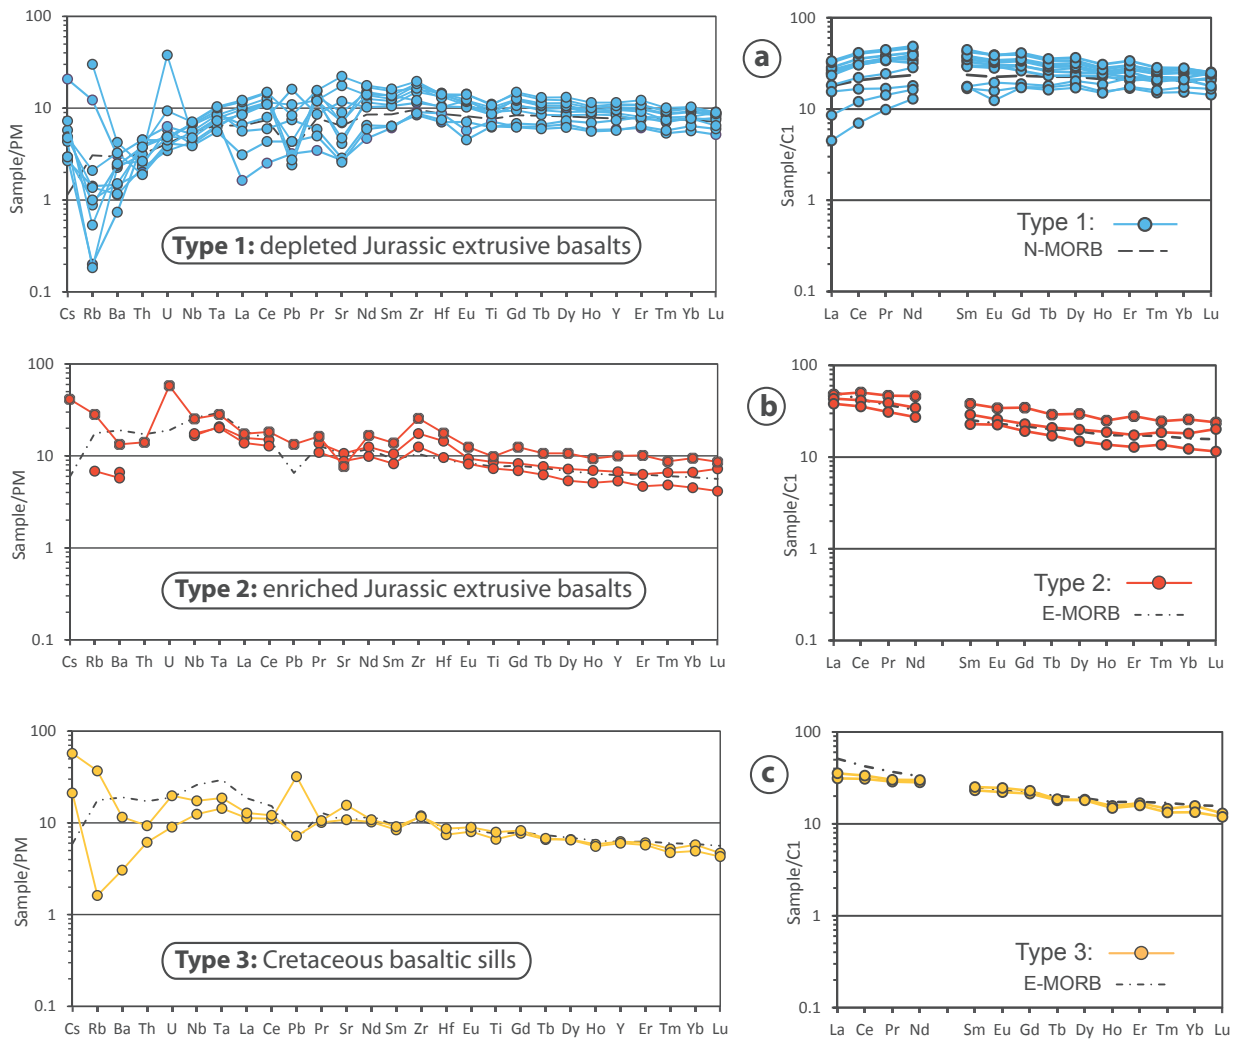 100
10
1
0.1
Sample/PM
Cs Rb Ba Th U Nb Ta La Ce Pb Pr Sr Nd Sm Zr Hf Eu Ti Gd Tb Dy Ho Y Er Tm Yb Lu
Type 1: depleted Jurassic extrusive basalts
a
100
10
1
0.1
Sample/C1
La Ce Pr Nd Sm Eu Gd Tb Dy Ho Er Tm Yb Lu
Type 1:
N-MORB
100
10
1
0.1
Sample/PM
Cs Rb Ba Th U Nb Ta La Ce Pb Pr Sr Nd Sm Zr Hf Eu Ti Gd Tb Dy Ho Y Er Tm Yb Lu
Type 2: enriched Jurassic extrusive basalts
b
100
10
1
0.1
Sample/C1
La Ce Pr Nd Sm Eu Gd Tb Dy Ho Er Tm Yb Lu
Type 2:
E-MORB
100
10
1
0.1
Sample/PM
Cs Rb Ba Th U Nb Ta La Ce Pb Pr Sr Nd Sm Zr Hf Eu Ti Gd Tb Dy Ho Y Er Tm Yb Lu
Type 3: Cretaceous basaltic sills
c
100
10
1
0.1
Sample/C1
La Ce Pr Nd Sm Eu Gd Tb Dy Ho Er Tm Yb Lu
Type 3:
E-MORB